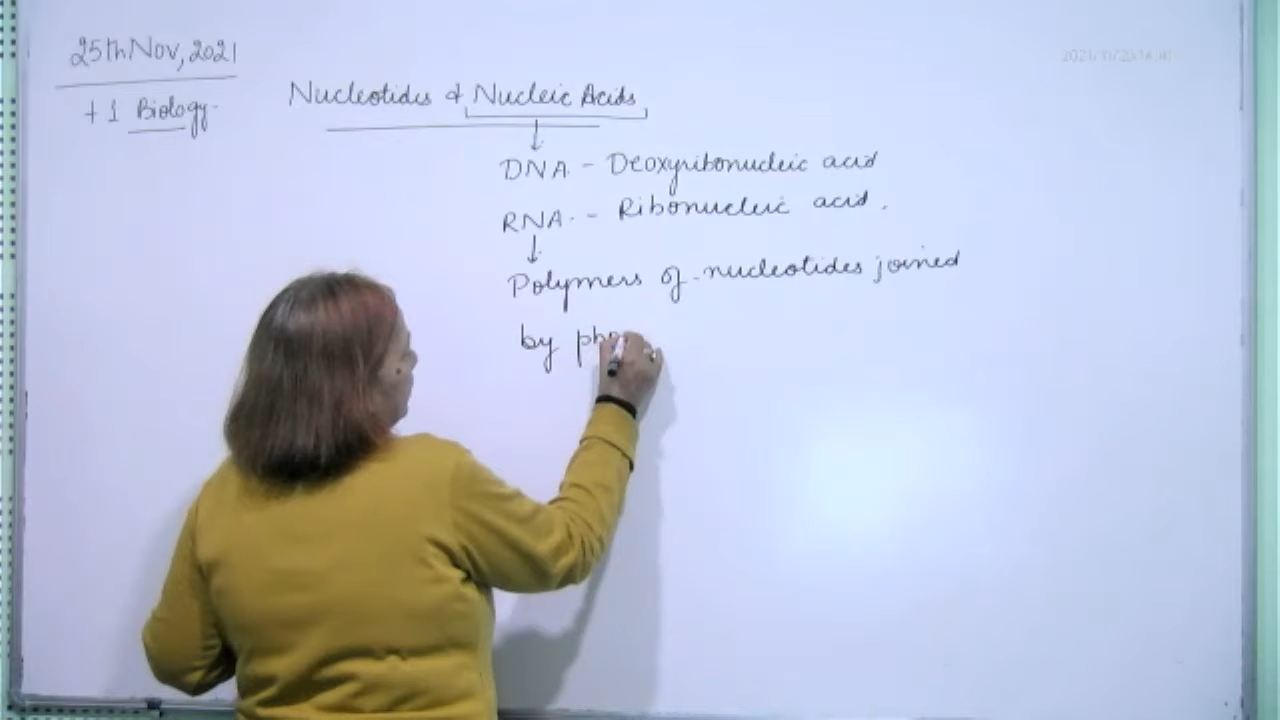 25th Nov, 2021
+1 Biology
Nucleotides & Nucleic Acids
DNA - Deoxyribonucleic acid
RNA - Ribonucleic acid.
Polymers of nucleotides joined
by pho